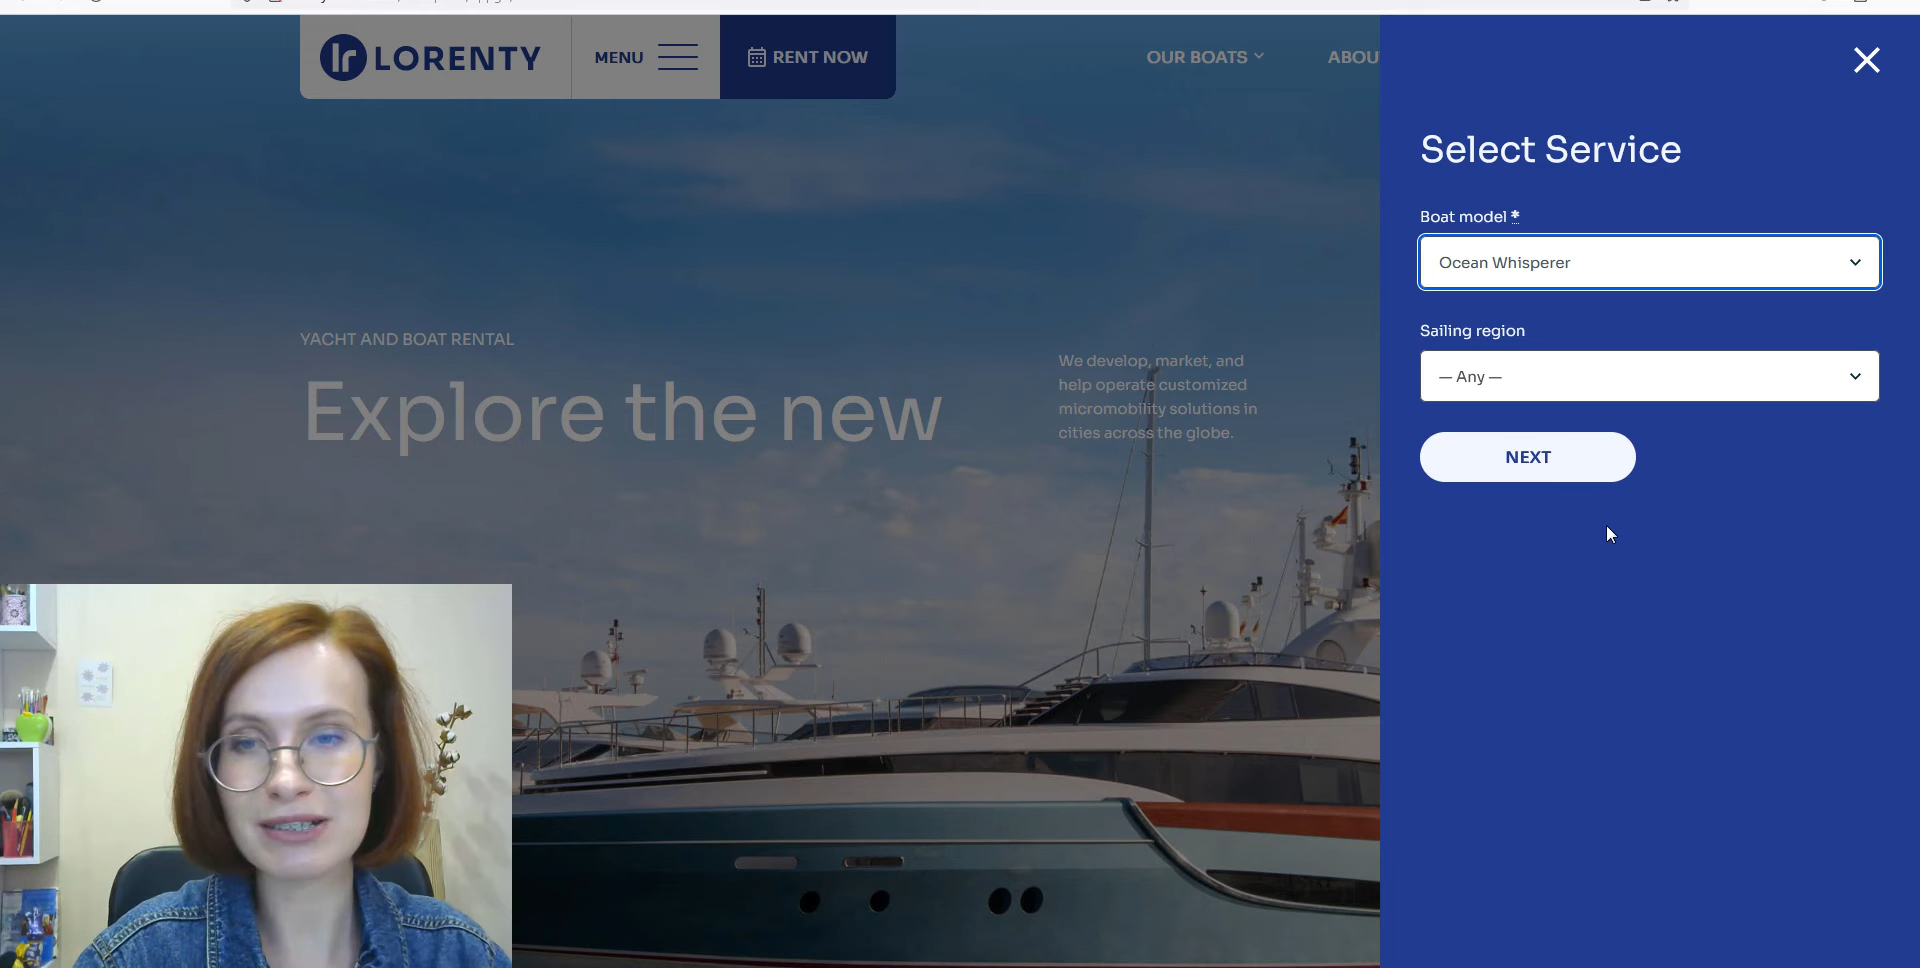 lr LORENTY
MENU
RENT NOW
OUR BOATS
ABOU
Select Service
Boat model *
Ocean Whisperer
Sailing region
— Any —
NEXT
YACHT AND BOAT RENTAL
Explore the new
We develop, market, and
help operate customized
micromobility solutions in
cities across the globe.